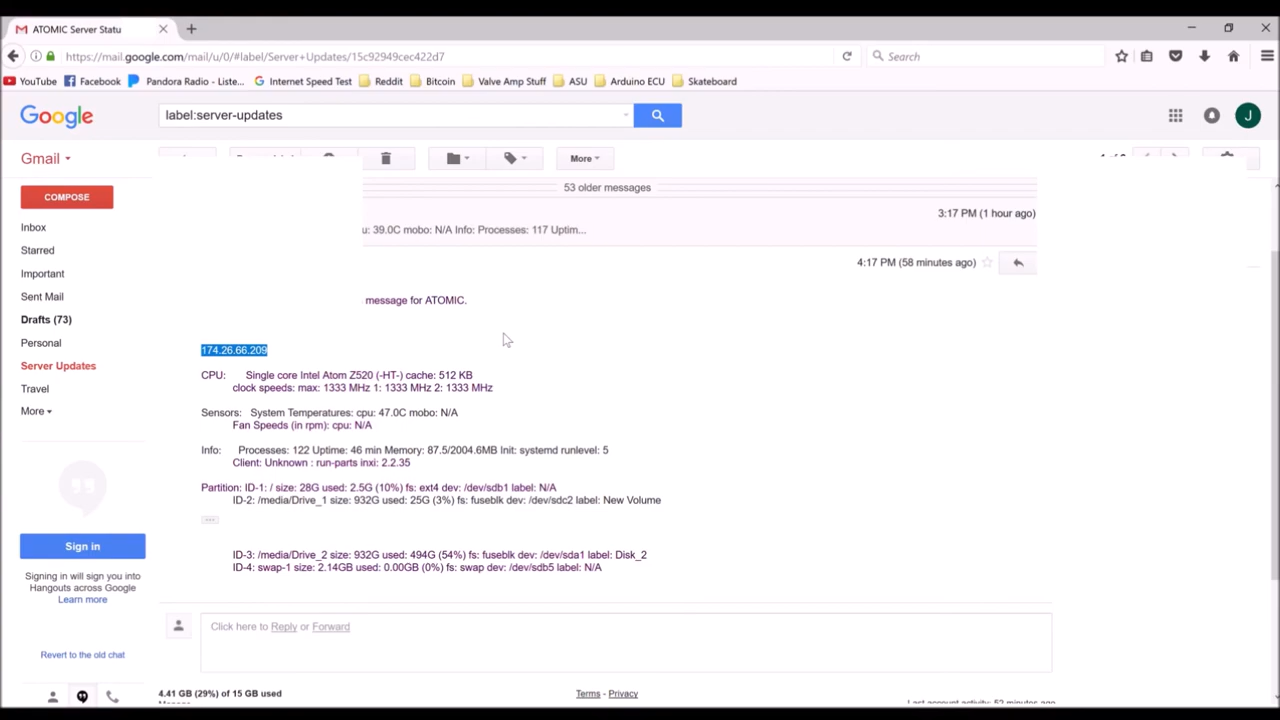 ATOMIC Server Statu
https://mail.google.com/mail/u/0/#label/Server+Updates/15c92949cec422d7
Search
YouTube Facebook Pandora Radio - Liste... Internet Speed Test Reddit Bitcoin Valve Amp Stuff ASU Arduino ECU Skateboard
Google
label:server-updates
J
Gmail
More
COMPOSE
Inbox
Starred
Important
Sent Mail
Drafts (73)
Personal
Server Updates
Travel
More
Sign in
Signing in will sign you into
Hangouts across Google
Learn more
Revert to the old chat
53 older messages
3:17 PM (1 hour ago)
u: 39.0C mobo: N/A Info: Processes: 117 Uptim...
4:17 PM (58 minutes ago)
message for ATOMIC.
174.26.66.209
CPU: Single core Intel Atom Z520 (-HT-) cache: 512 KB
clock speeds: max: 1333 MHz 1: 1333 MHz 2: 1333 MHz
Sensors: System Temperatures: cpu: 47.0C mobo: N/A
Fan Speeds (in rpm): cpu: N/A
Info: Processes: 122 Uptime: 46 min Memory: 87.5/2004.6MB Init: systemd runlevel: 5
Client: Unknown : run-parts inxi: 2.2.35
Partition: ID-1: / size: 28G used: 2.5G (10%) fs: ext4 dev: /dev/sdb1 label: N/A
ID-2: /media/Drive_1 size: 932G used: 25G (3%) fs: fuseblk dev: /dev/sdc2 label: New Volume
ID-3: /media/Drive_2 size: 932G used: 494G (54%) fs: fuseblk dev: /dev/sda1 label: Disk_2
ID-4: swap-1 size: 2.14GB used: 0.00GB (0%) fs: swap dev: /dev/sdb5 label: N/A
Click here to Reply or Forward
4.41 GB (29%) of 15 GB used
Manage
Terms - Privacy
Last account activity: 52 minutes ago